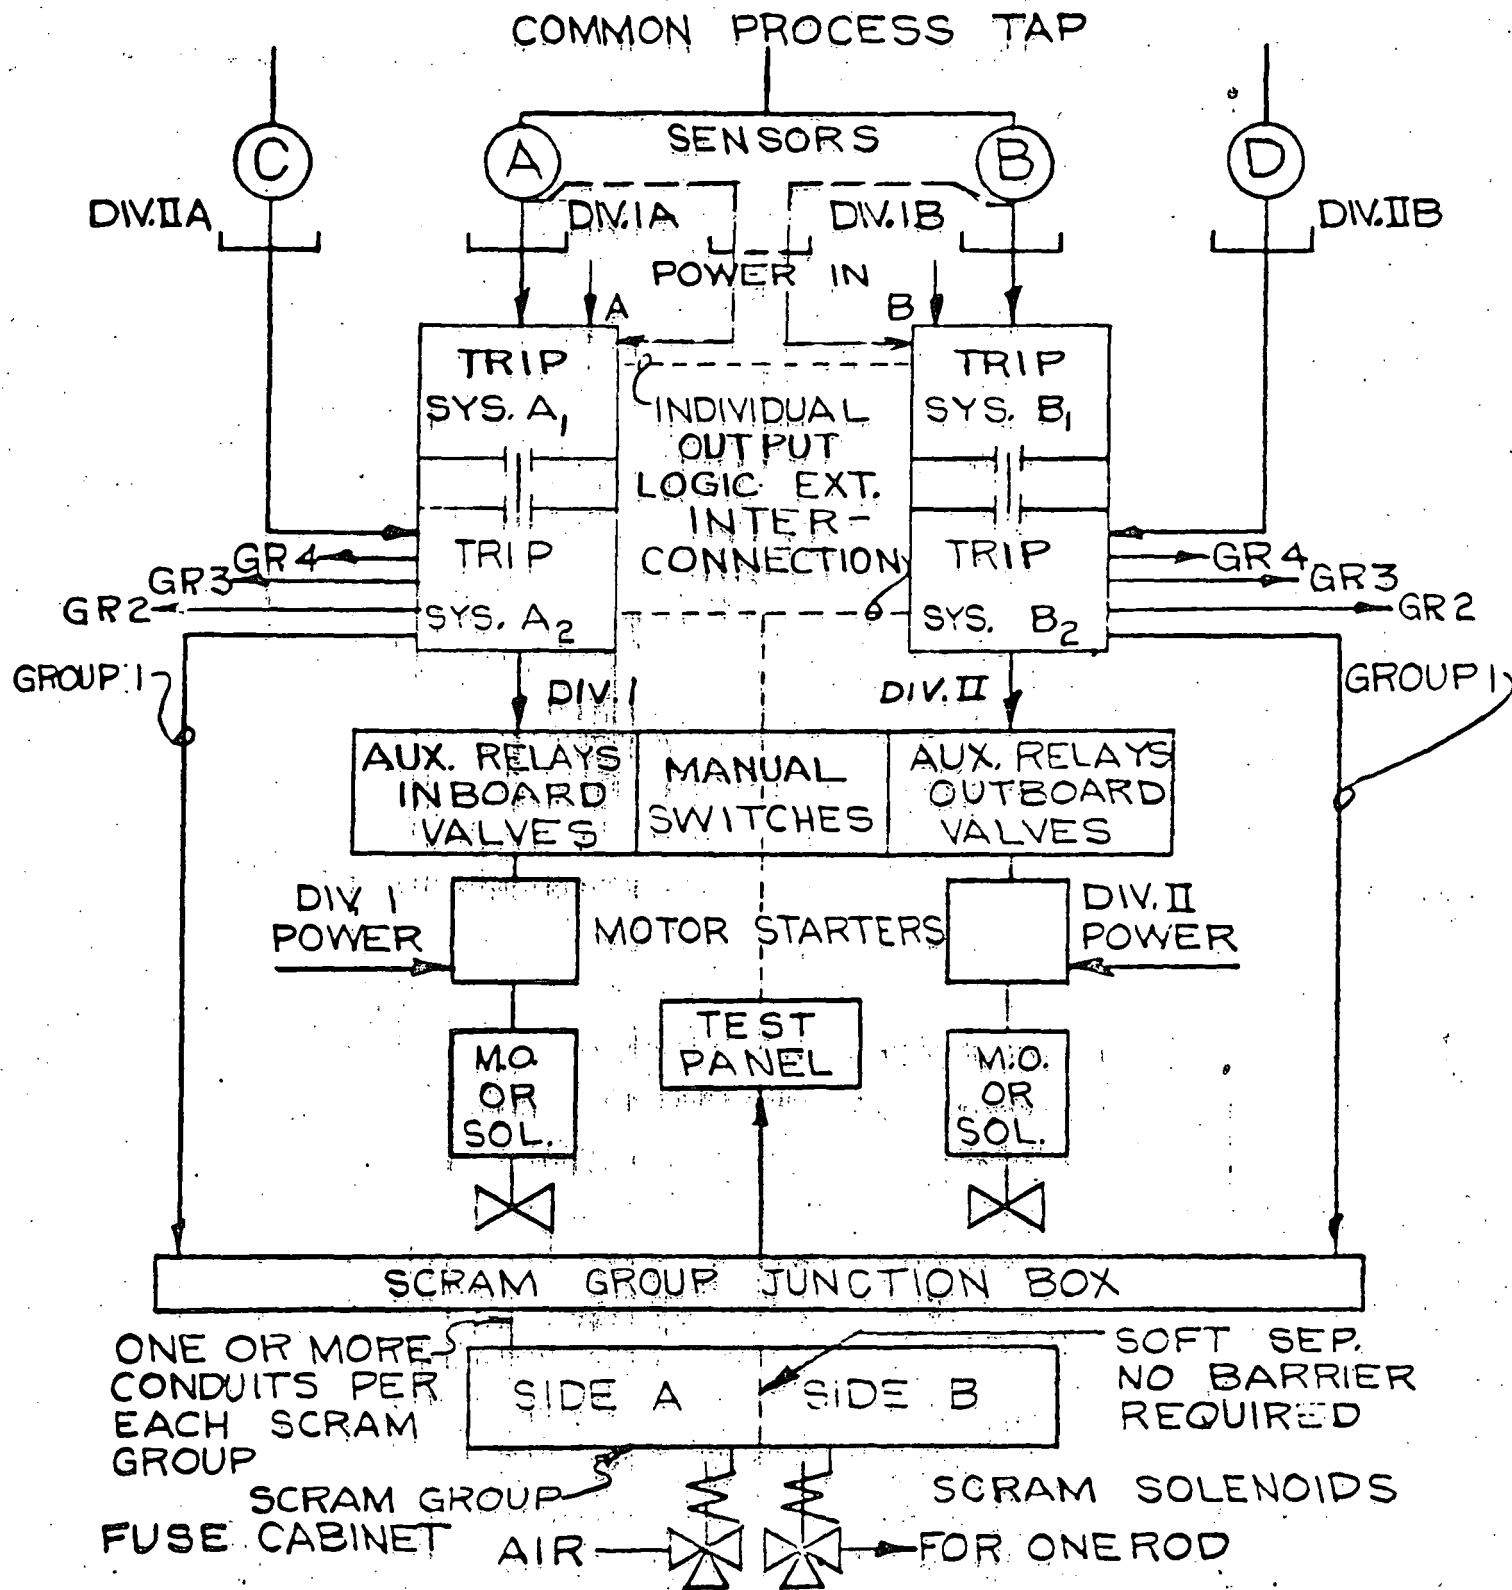 COMMON PROCESS TAP
SENSORS
C
A
B
D
DIV.IIA
DIV.IA
DIV.IB
DIV.IIB
POWER IN
A
B
TRIP
SYS. A1
TRIP
SYS. B1
INDIVIDUAL
OUTPUT
LOGIC EXT.
INTER-
CONNECTION
TRIP
SYS. A2
TRIP
SYS. B2
GR4
GR3
GR2
GR4
GR3
GR2
GROUP 1
GROUP 1
DIV. I
DIV. II
AUX. RELAYS
INBOARD
VALVES
MANUAL
SWITCHES
AUX. RELAYS
OUTBOARD
VALVES
DIV. I
POWER
MOTOR STARTERS
DIV. II
POWER
M.O.
OR
SOL.
TEST
PANEL
M.O.
OR
SOL.
SCRAM GROUP JUNCTION BOX
ONE OR MORE
CONDUITS PER
EACH SCRAM
GROUP
SIDE A
SIDE B
SOFT SEP.
NO BARRIER
REQUIRED
SCRAM GROUP
FUSE CABINET
SCRAM SOLENOIDS
AIR
FOR ONE ROD